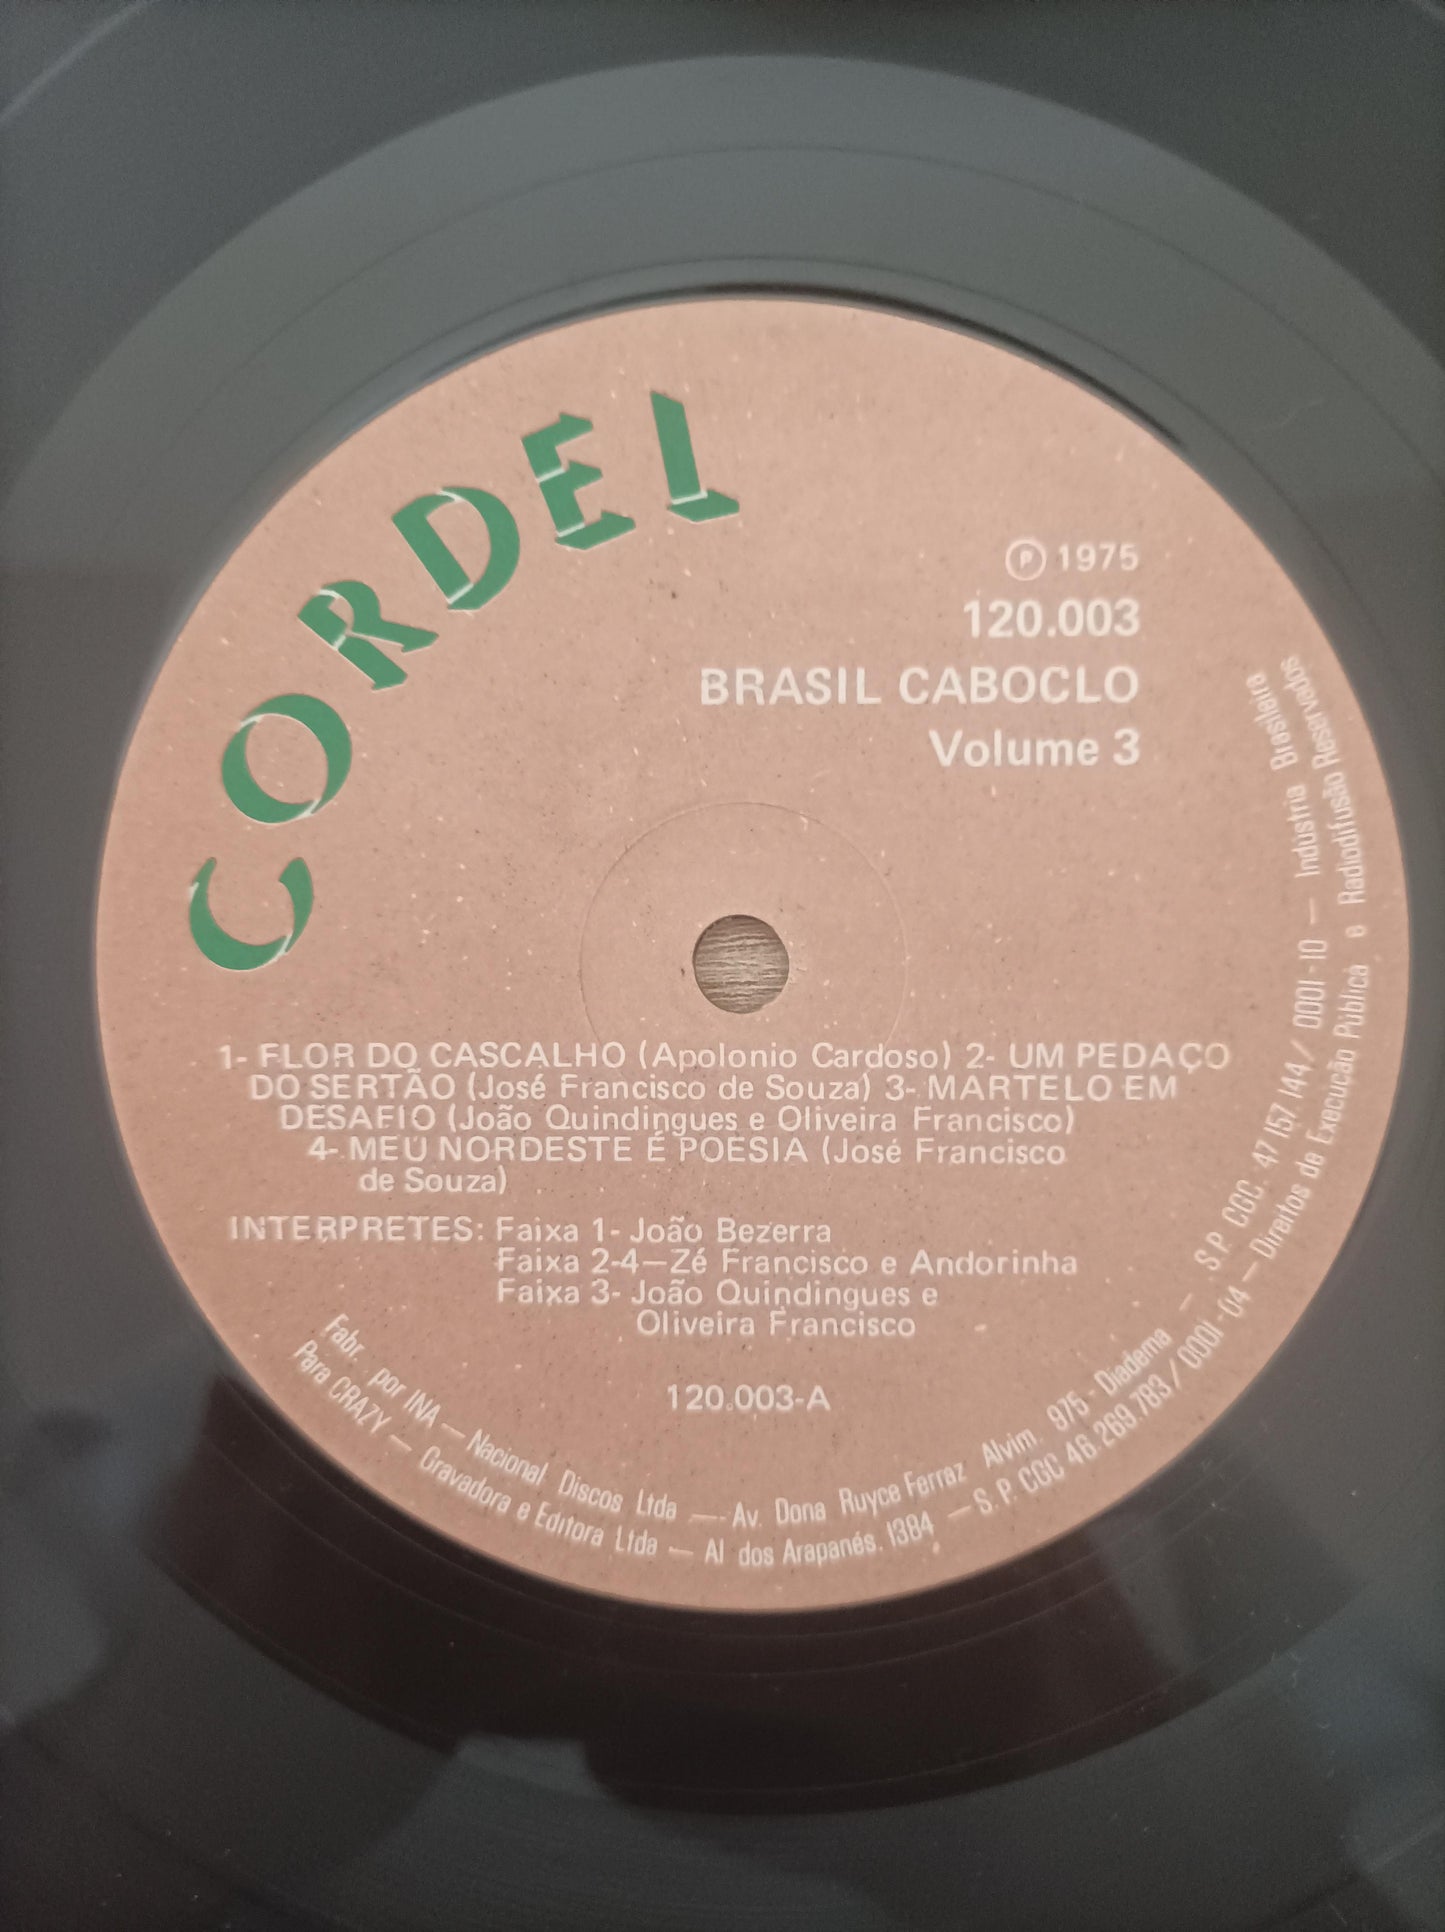 CORDEL
Ⓟ 1975
120.003
BRASIL CABOCLO
Volume 3
1- FLOR DO CASCALHO (Apolonio Cardoso) 2- UM PEDAÇO
DO SERTÃO (José Francisco de Souza) 3- MARTELO EM
DESAFIO (João Quindingues e Oliveira Francisco)
4- MEU NORDESTE É POESIA (José Francisco
de Souza)
INTERPRETES: Faixa 1- João Bezerra
Faixa 2-4—Zé Francisco e Andorinha
Faixa 3- João Quindingues e
Oliveira Francisco
120.003-A
Fabr. por INA — Nacional Discos Ltda — Av. Dona Ruyce Ferraz Alvim, 975 - Diadema — S.P. CGC. 47 157 144 / 0001-10 — Indústria Brasileira
Para CRAZY — Gravadora e Editora Ltda — Al dos Arapanés, 1384 — S.P. CGC 46.269.783 / 0001-04 — Direitos de Execução Pública e Radiodifusão Reservados